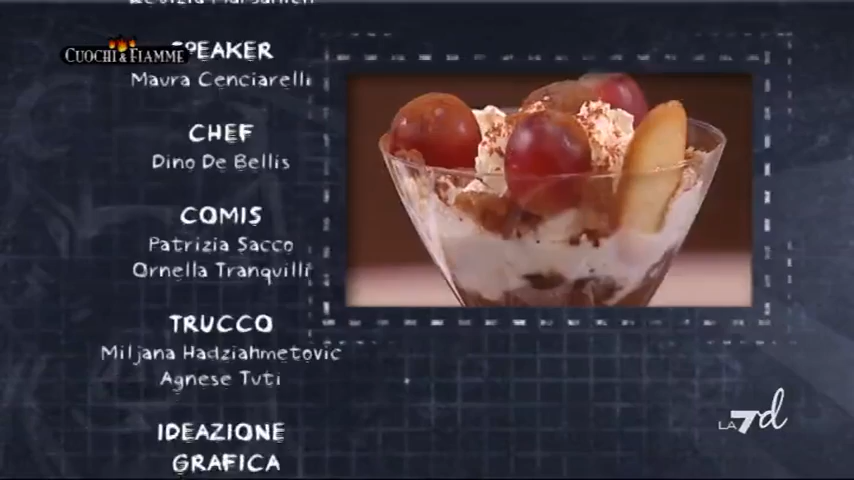 CUOCHI & FIAMME
SPEAKER
Maura Cenciarelli
CHEF
Dino De Bellis
COMIS
Patrizia Sacco
Ornella Tranquilli
TRUCCO
Miljana Hadziahmetovic
Agnese Tuti
IDEAZIONE
GRAFICA
LA7d